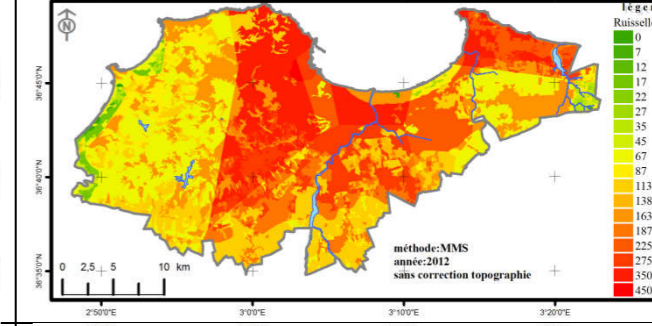 légen
Ruisselle
N
36°45'0"N
36°40'0"N
36°35'0"N
0
7
12
17
22
27
35
45
67
87
113
138
163
187
225
275
350
450
méthode:MMS
année:2012
sans correction topographie
0 2,5 5 10 km
2°50'0"E 3°0'0"E 3°10'0"E 3°20'0"E